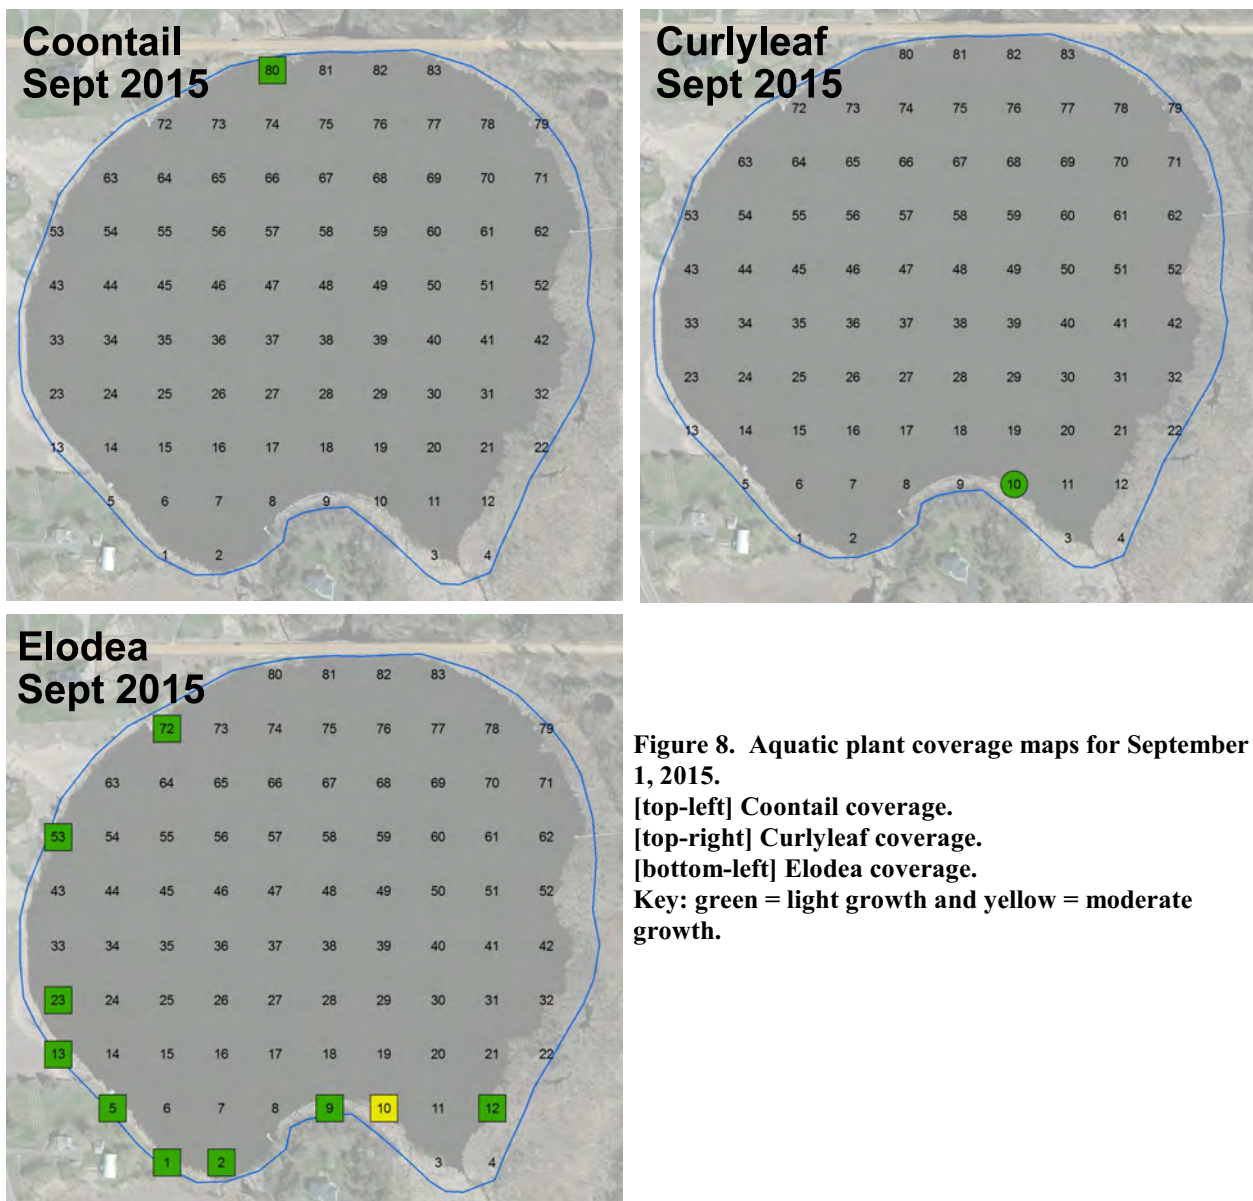 Coontail
Sept 2015
80 81 82 83
72 73 74 75 76 77 78 79
63 64 65 66 67 68 69 70 71
53 54 55 56 57 58 59 60 61 62
43 44 45 46 47 48 49 50 51 52
33 34 35 36 37 38 39 40 41 42
23 24 25 26 27 28 29 30 31 32
13 14 15 16 17 18 19 20 21 22
5 6 7 8 9 10 11 12
1 2 3 4
Curlyleaf
Sept 2015
80 81 82 83
72 73 74 75 76 77 78 79
63 64 65 66 67 68 69 70 71
53 54 55 56 57 58 59 60 61 62
43 44 45 46 47 48 49 50 51 52
33 34 35 36 37 38 39 40 41 42
23 24 25 26 27 28 29 30 31 32
13 14 15 16 17 18 19 20 21 22
5 6 7 8 9 10 11 12
1 2 3 4
Elodea
Sept 2015
80 81 82 83
72 73 74 75 76 77 78 79
63 64 65 66 67 68 69 70 71
53 54 55 56 57 58 59 60 61 62
43 44 45 46 47 48 49 50 51 52
33 34 35 36 37 38 39 40 41 42
23 24 25 26 27 28 29 30 31 32
13 14 15 16 17 18 19 20 21 22
5 6 7 8 9 10 11 12
1 2 3 4
Figure 8. Aquatic plant coverage maps for September
1, 2015.
[top-left] Coontail coverage.
[top-right] Curlyleaf coverage.
[bottom-left] Elodea coverage.
Key: green = light growth and yellow = moderate
growth.